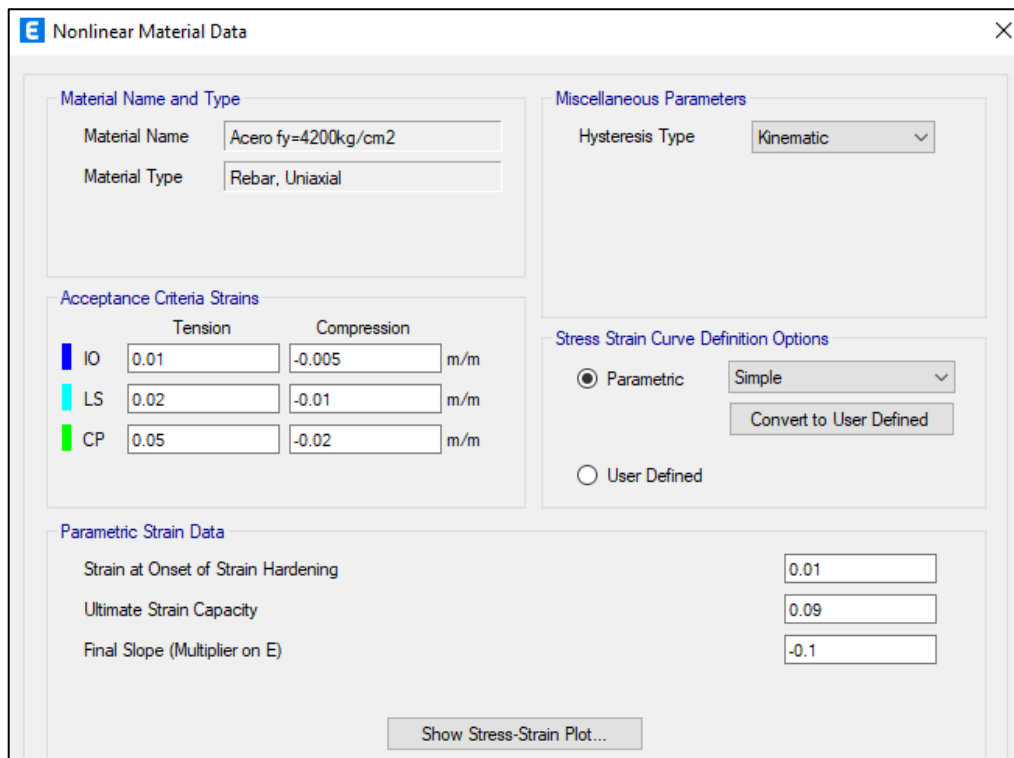 E Nonlinear Material Data
Material Name and Type
Material Name Acero fy=4200kg/cm2
Material Type Rebar, Uniaxial
Miscellaneous Parameters
Hysteresis Type Kinematic
Acceptance Criteria Strains
Tension Compression
IO 0.01 -0.005 m/m
LS 0.02 -0.01 m/m
CP 0.05 -0.02 m/m
Stress Strain Curve Definition Options
Parametric Simple
Convert to User Defined
User Defined
Parametric Strain Data
Strain at Onset of Strain Hardening 0.01
Ultimate Strain Capacity 0.09
Final Slope (Multiplier on E) -0.1
Show Stress-Strain Plot...